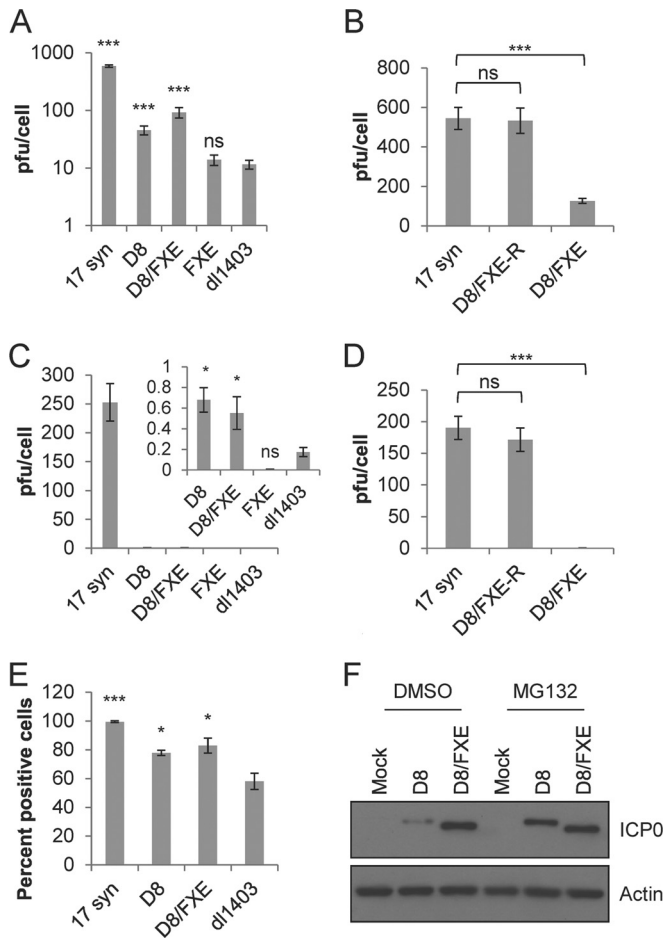 A
pfu/cell
1000
100
10
1
***
***
***
ns
17 syn
D8
D8/FXE
FXE
dl1403
B
pfu/cell
800
600
400
200
0
***
ns
17 syn
D8/FXE-R
D8/FXE
C
pfu/cell
300
250
200
150
100
50
0
17 syn
D8
D8/FXE
FXE
dl1403
1
0.8
0.6
0.4
0.2
0
*
*
ns
D8
D8/FXE
FXE
dl1403
D
pfu/cell
250
200
150
100
50
0
***
ns
17 syn
D8/FXE-R
D8/FXE
E
Percent positive cells
120
100
80
60
40
20
0
***
*
*
17 syn
D8
D8/FXE
dl1403
F
DMSO MG132
Mock D8 D8/FXE Mock D8 D8/FXE
ICP0
Actin